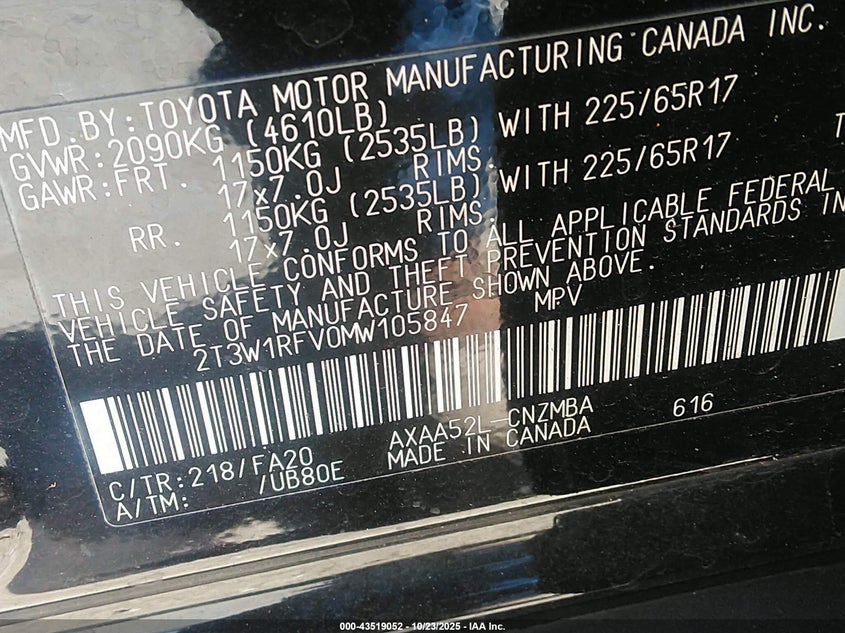 MFD.BY:TOYOTA MOTOR MANUFACTURING CANADA INC.
GVWR:2090KG (4610LB)
GAWR:FRT. 1150KG (2535LB) WITH 225/65R17
17x7.0J RIMS.
RR. 1150KG (2535LB) WITH 225/65R17
17x7.0J RIMS.
THIS VEHICLE CONFORMS TO ALL APPLICABLE FEDERAL
VEHICLE SAFETY AND THEFT PREVENTION STANDARDS IN
THE DATE OF MANUFACTURE SHOWN ABOVE.
2T3W1RFV0MW105847 MPV
C/TR:218/FA20 AXAA52L-CNZMBA 616
A/TM: /UB80E MADE IN CANADA
000-43519052 - 10/23/2025 - IAA Inc.